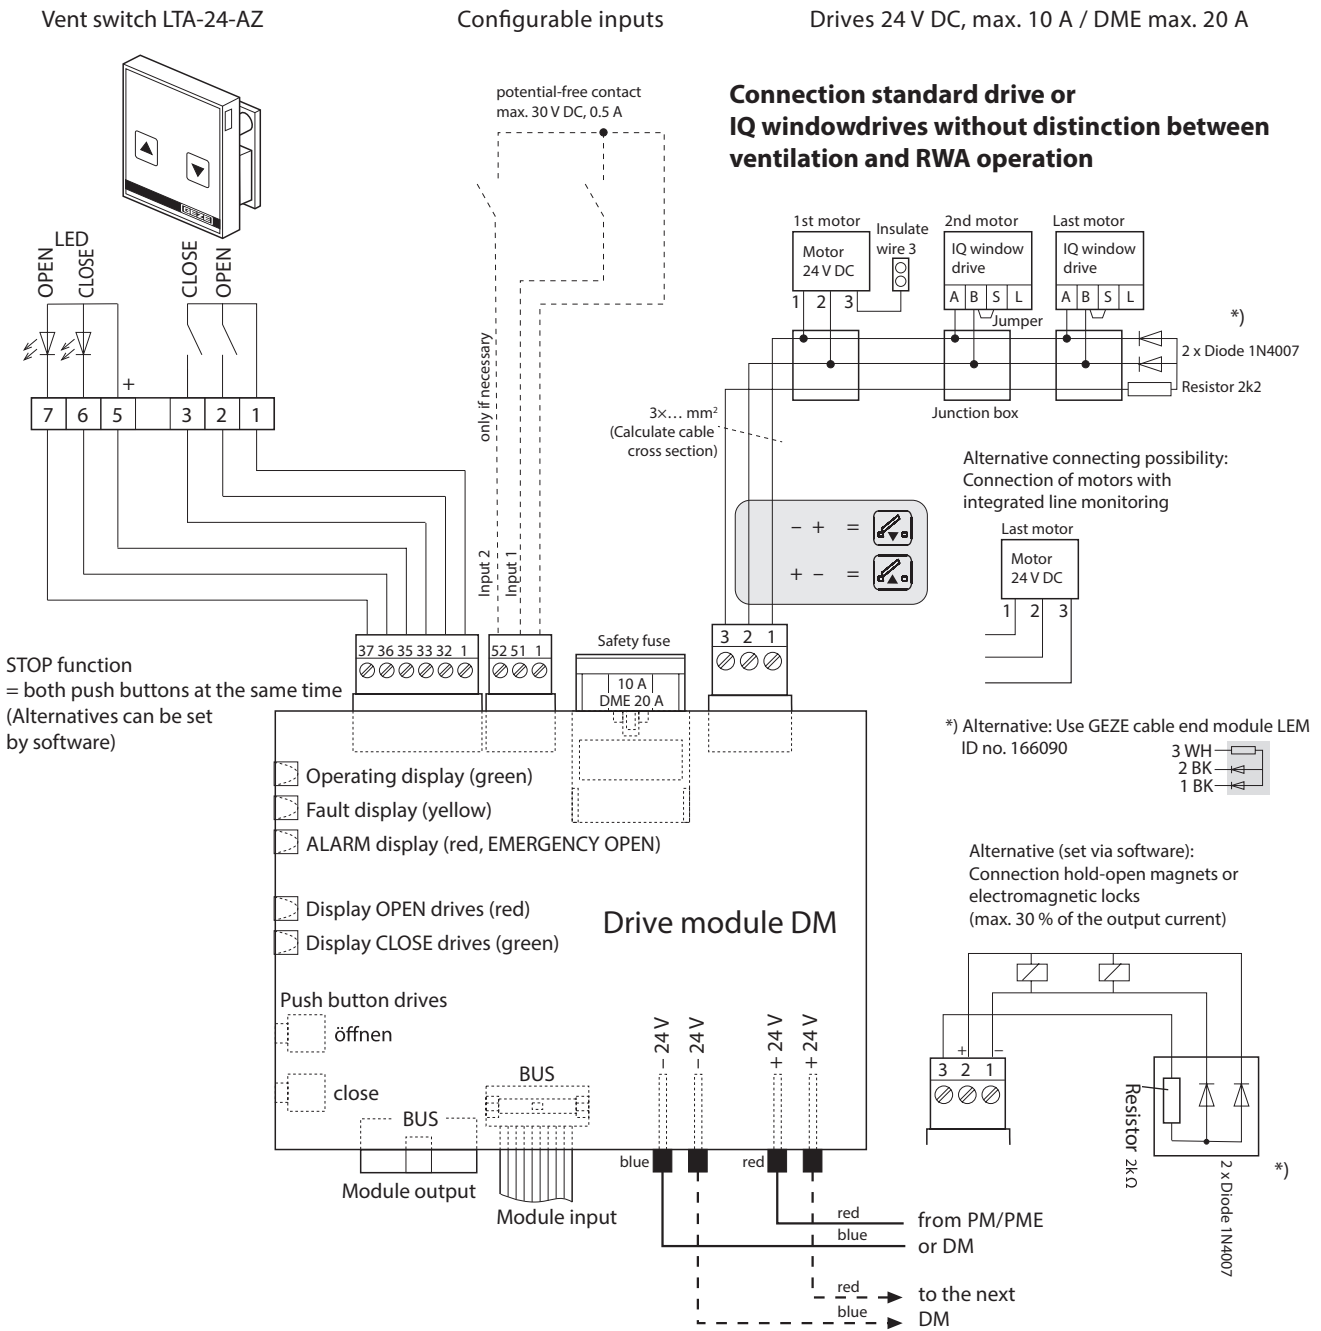 Vent switch LTA-24-AZ
Configurable inputs
Drives 24 V DC, max. 10 A / DME max. 20 A
potential-free contact
max. 30 V DC, 0.5 A
Connection standard drive or
IQ windowdrives without distinction between
ventilation and RWA operation
GEZE
LED
OPEN
CLOSE
CLOSE
OPEN
+
7 6 5 3 2 1
only if necessary
Input 2
Input 1
1st motor
Motor
24 V DC
1 2 3
Insulate
wire 3
2nd motor
IQ window
drive
A B S L
Jumper
Last motor
IQ window
drive
A B S L
*)
2 x Diode 1N4007
Resistor 2k2
Junction box
3×… mm²
(Calculate cable
cross section)
– + =
+ – =
Alternative connecting possibility:
Connection of motors with
integrated line monitoring
Last motor
Motor
24 V DC
1 2 3
STOP function
= both push buttons at the same time
(Alternatives can be set
by software)
37 36 35 33 32 1
52 51 1
Safety fuse
10 A
DME 20 A
3 2 1
*) Alternative: Use GEZE cable end module LEM
ID no. 166090
3 WH
2 BK
1 BK
Operating display (green)
Fault display (yellow)
ALARM display (red, EMERGENCY OPEN)
Display OPEN drives (red)
Display CLOSE drives (green)
Drive module DM
Push button drives
öffnen
close
BUS
BUS
Module output
Module input
– 24 V
– 24 V
+ 24 V
+ 24 V
blue
red
red
blue
from PM/PME
or DM
red
blue
to the next
DM
Alternative (set via software):
Connection hold-open magnets or
electromagnetic locks
(max. 30 % of the output current)
+ –
3 2 1
Resistor 2kΩ
2 x Diode 1N4007
*)